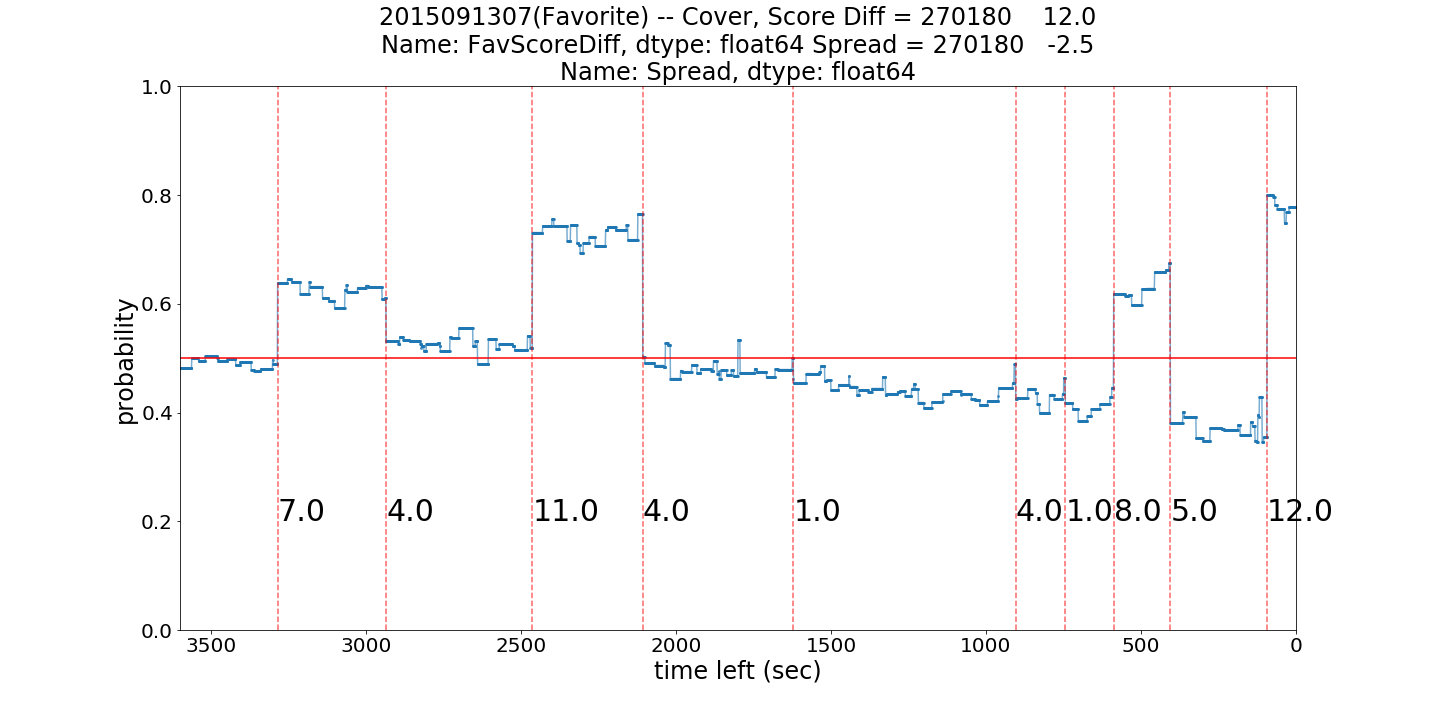 2015091307(Favorite) -- Cover, Score Diff = 270180    12.0
Name: FavScoreDiff, dtype: float64 Spread = 270180   -2.5
Name: Spread, dtype: float64
1.0
0.8
0.6
0.4
0.2
0.0
probability
7.0 4.0 11.0 4.0 1.0 4.0 1.0 8.0 5.0 12.0
3500 3000 2500 2000 1500 1000 500 0
time left (sec)